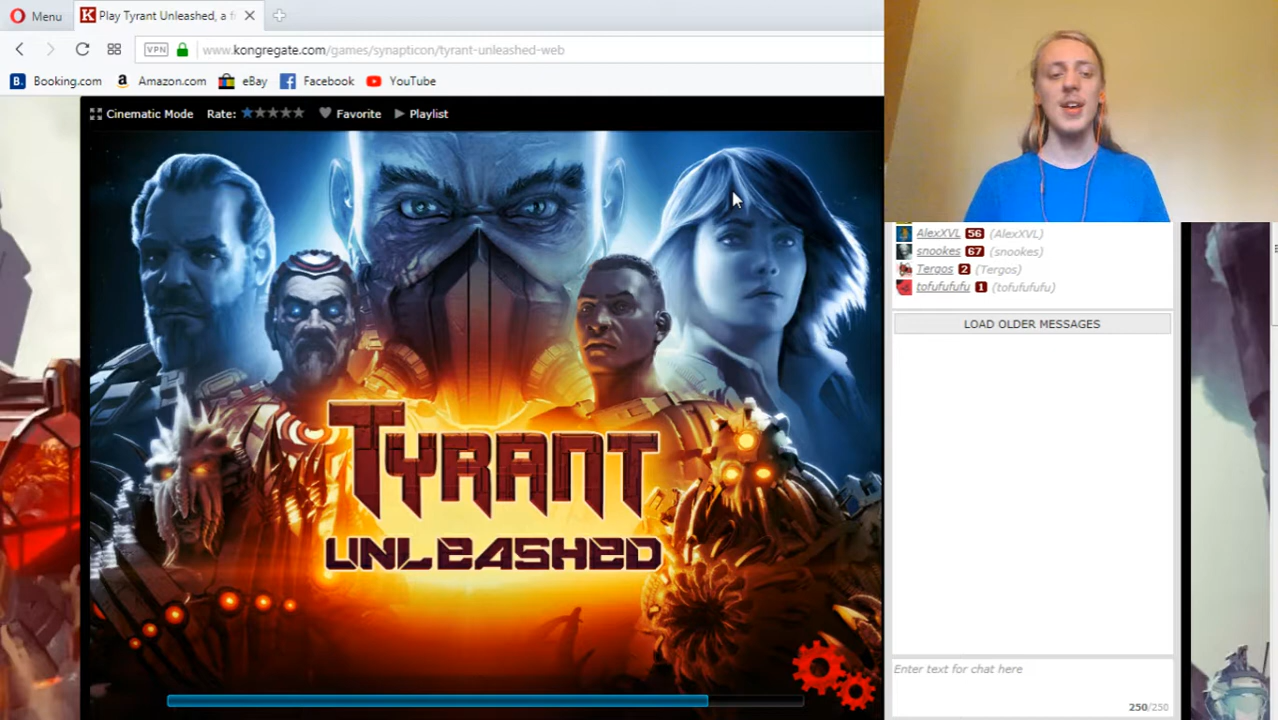 Menu
Play Tyrant Unleashed, a fr
VPN
www.kongregate.com/games/synapticon/tyrant-unleashed-web
Booking.com
Amazon.com
eBay
Facebook
YouTube
Cinematic Mode
Rate:
Favorite
Playlist
AlexXVL 56 (AlexXVL)
snookes 67 (snookes)
Tergos 2 (Tergos)
tofufufufu 1 (tofufufufu)
LOAD OLDER MESSAGES
TYRANT
UNLEASHED
Enter text for chat here
250/250